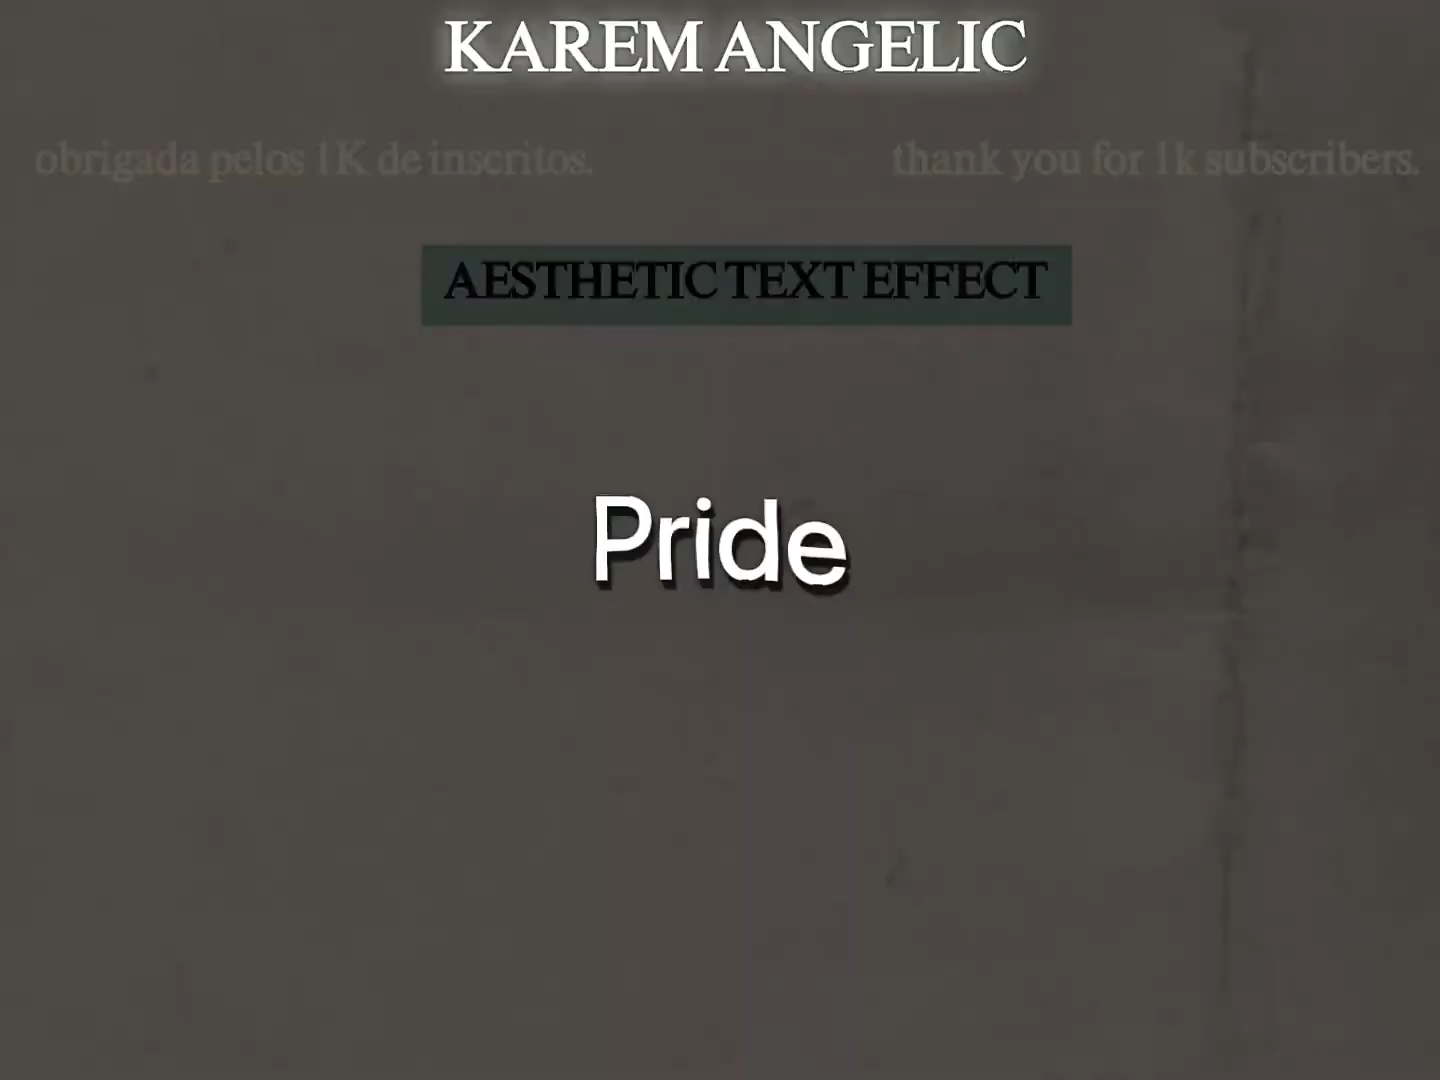 KAREM ANGELIC
obrigada pelos 1K de inscritos.
thank you for 1k subscribers.
AESTHETIC TEXT EFFECT
Pride